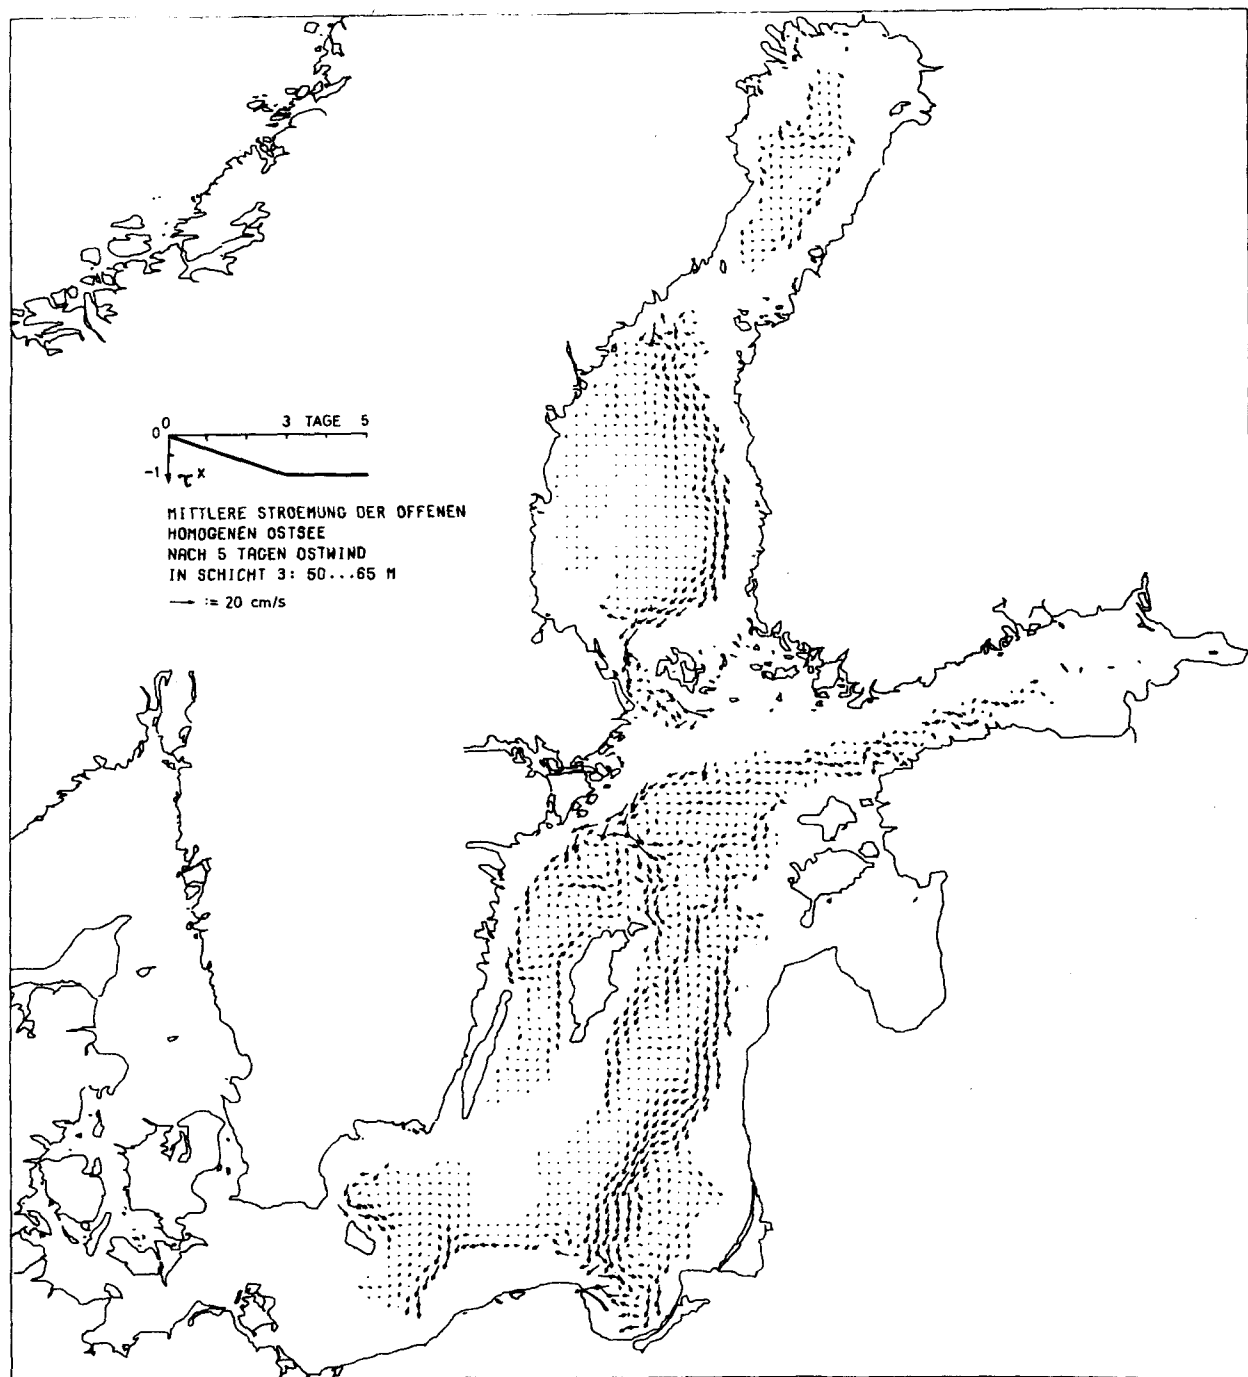 0 3 TAGE 5
0
-1 τx
MITTLERE STROEMUNG DER OFFENEN
HOMOGENEN OSTSEE
NACH 5 TAGEN OSTWIND
IN SCHICHT 3: 50...65 M
:= 20 cm/s